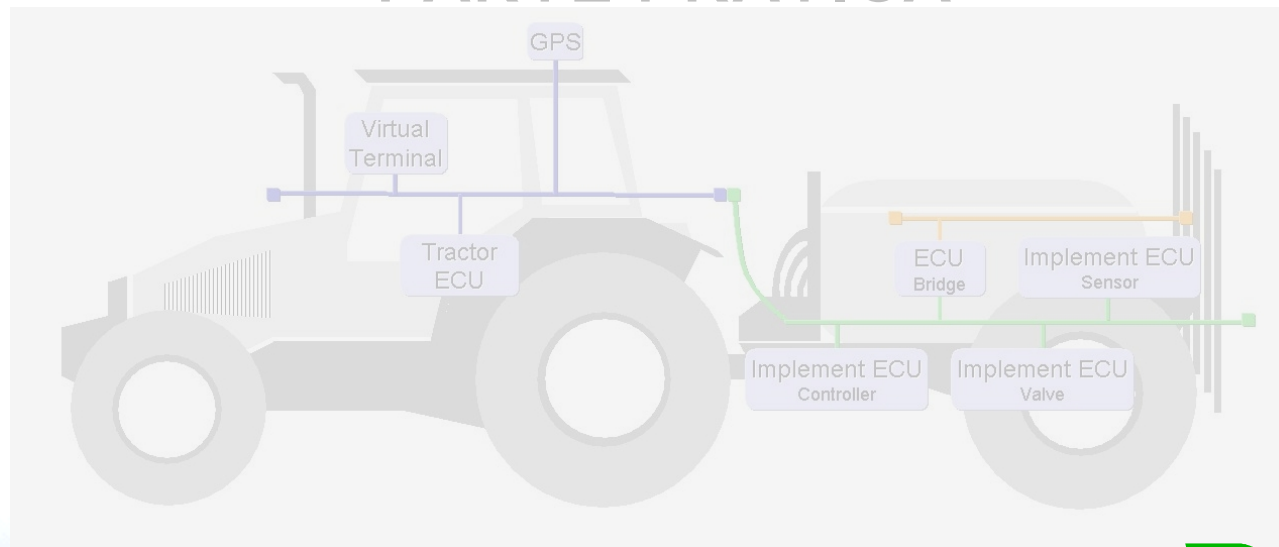 GPS
Virtual
Terminal
Tractor
ECU
ECU
Bridge
Implement ECU
Sensor
Implement ECU
Controller
Implement ECU
Valve